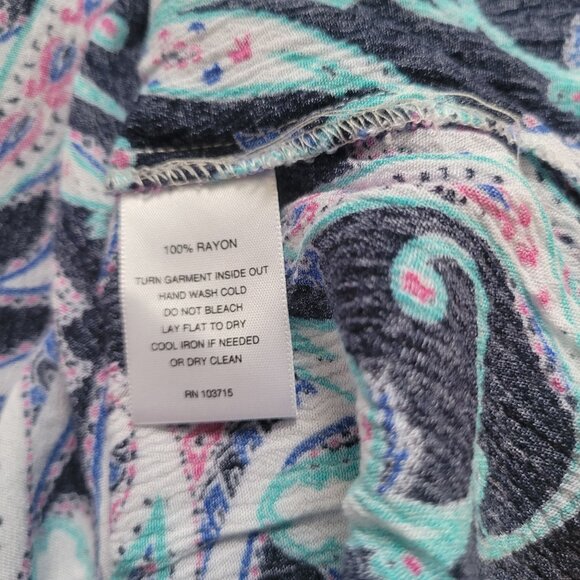 100% RAYON
TURN GARMENT INSIDE OUT
HAND WASH COLD
DO NOT BLEACH
LAY FLAT TO DRY
COOL IRON IF NEEDED
OR DRY CLEAN
RN 103715